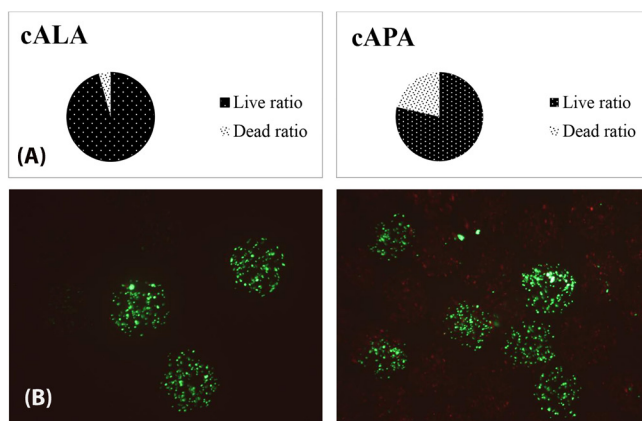 cALA
Live ratio
Dead ratio
(A)
cAPA
Live ratio
Dead ratio
(B)